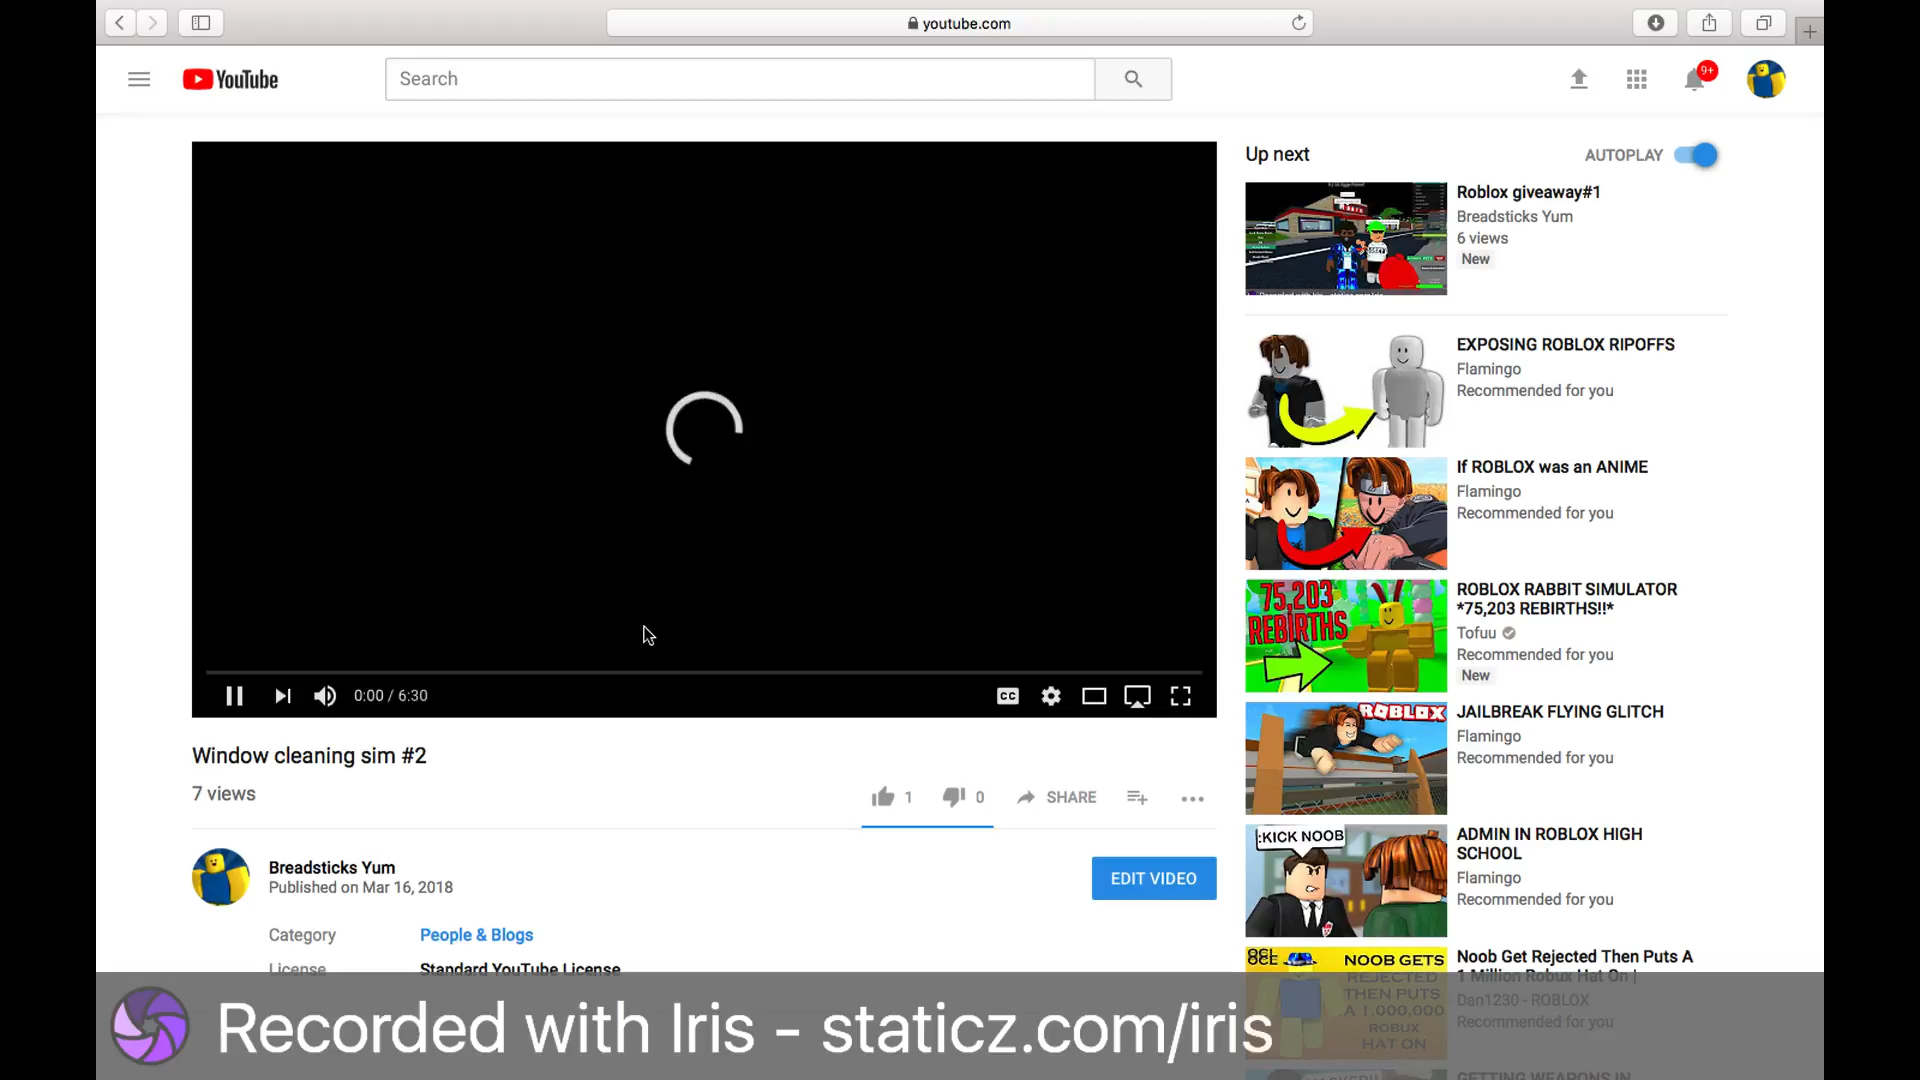 youtube.com
YouTube
Search
9+
0:00 / 6:30
CC
Window cleaning sim #2
7 views
1
0
SHARE
Breadsticks Yum
Published on Mar 16, 2018
EDIT VIDEO
Category
People & Blogs
License
Standard YouTube License
Up next
AUTOPLAY
Roblox giveaway#1
Breadsticks Yum
6 views
New
EXPOSING ROBLOX RIPOFFS
Flamingo
Recommended for you
If ROBLOX was an ANIME
Flamingo
Recommended for you
75,203
REBIRTHS
ROBLOX RABBIT SIMULATOR
*75,203 REBIRTHS!!*
Tofuu
Recommended for you
New
ROBLOX
JAILBREAK FLYING GLITCH
Flamingo
Recommended for you
:KICK NOOB
ADMIN IN ROBLOX HIGH
SCHOOL
Flamingo
Recommended for you
NOOB GETS
REJECTED
THEN PUTS
A 1,000,000
ROBUX
HAT ON
Noob Get Rejected Then Puts A
1 Million Robux Hat On |
Dan1230 - ROBLOX
Recommended for you
GETTING WEAPONS IN
Recorded with Iris - staticz.com/iris